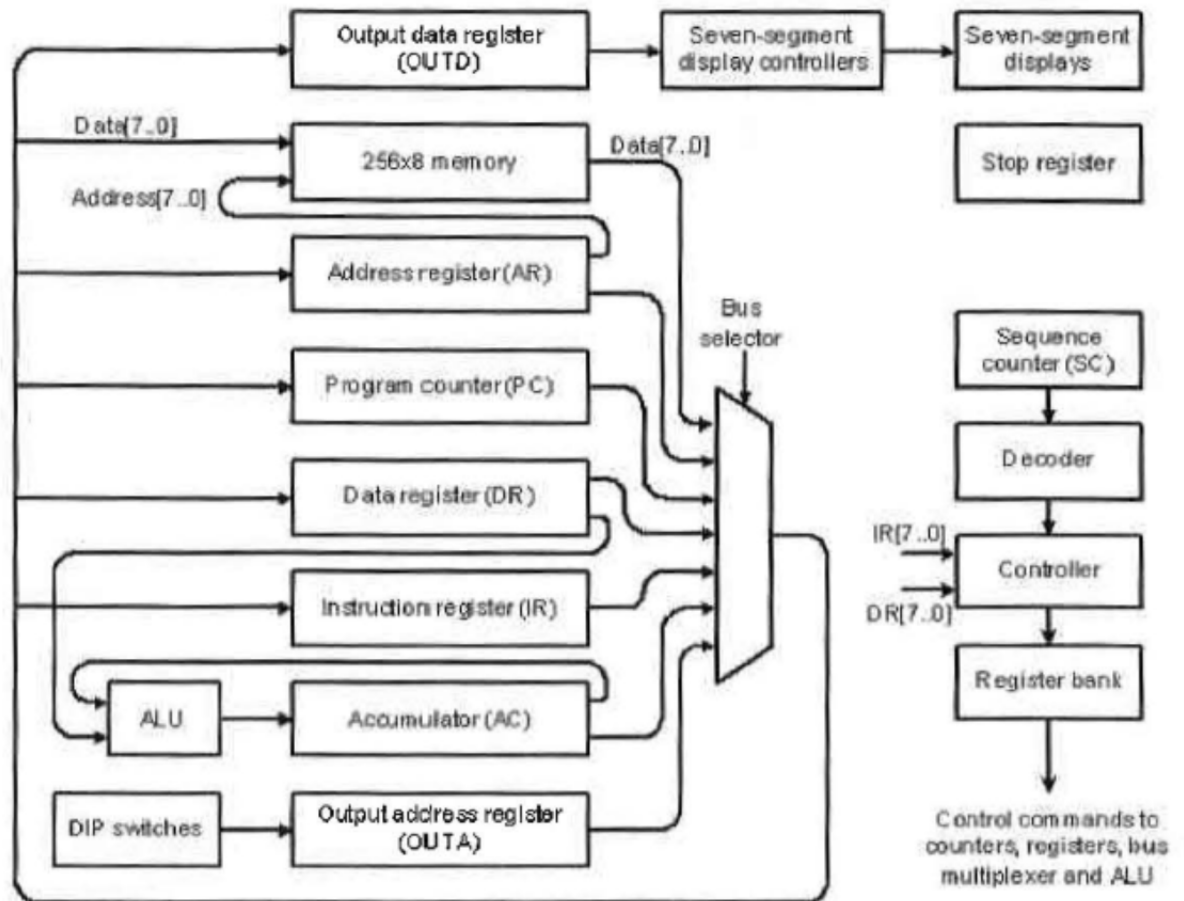 Output data register
(OUTD)
Seven-segment
display controllers
Seven-segment
displays
Data[7..0]
256x8 memory
Data[7..0]
Stop register
Address[7..0]
Address register(AR)
Bus
selector
Sequence
counter(SC)
Program counter(PC)
Decoder
Data register(DR)
IR[7..0]
Controller
DR[7..0]
Instruction register(IR)
Register bank
ALU
Accumulator (AC)
DIP switches
Output address register
(OUTA)
Control commands to
counters, registers, bus
multiplexer and ALU